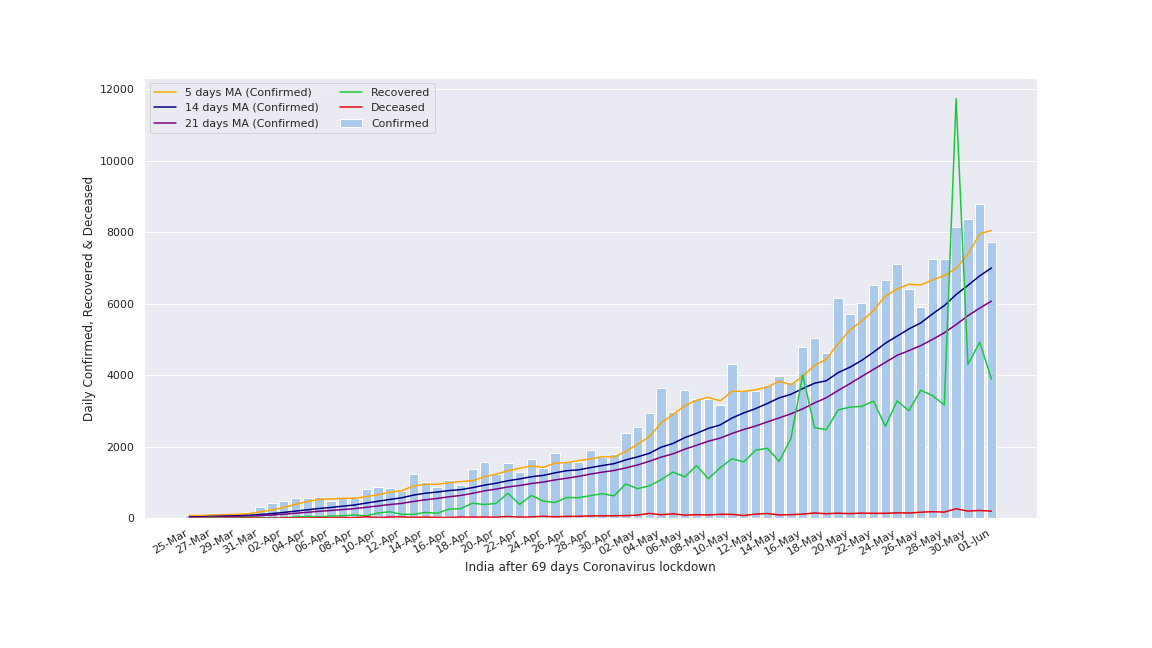 12000
10000
8000
6000
4000
2000
0
Daily Confirmed, Recovered & Deceased
5 days MA (Confirmed)
14 days MA (Confirmed)
21 days MA (Confirmed)
Recovered
Deceased
Confirmed
25-Mar
27-Mar
29-Mar
31-Mar
02-Apr
04-Apr
06-Apr
08-Apr
10-Apr
12-Apr
14-Apr
16-Apr
18-Apr
20-Apr
22-Apr
24-Apr
26-Apr
28-Apr
30-Apr
02-May
04-May
06-May
08-May
10-May
12-May
14-May
16-May
18-May
20-May
22-May
24-May
26-May
28-May
30-May
01-Jun
India after 69 days Coronavirus lockdown